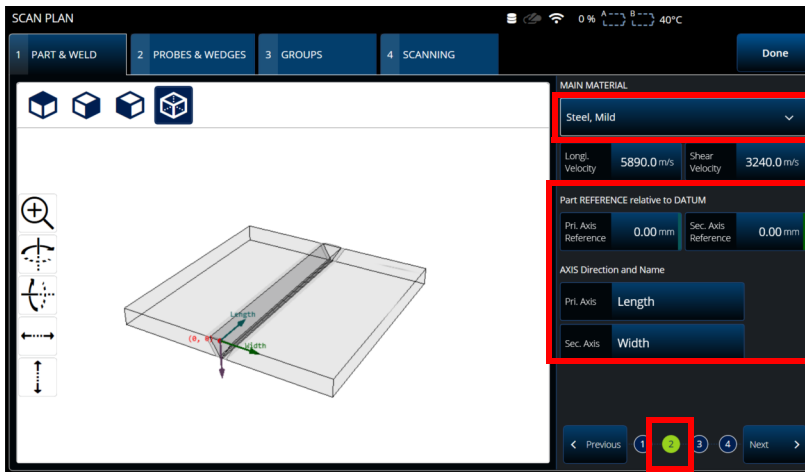 SCAN PLAN
0 % A B 40°C
1 PART & WELD 2 PROBES & WEDGES 3 GROUPS 4 SCANNING Done
MAIN MATERIAL
Steel, Mild
Longi. Velocity 5890.0 m/s Shear Velocity 3240.0 m/s
Part REFERENCE relative to DATUM
Pri. Axis Reference 0.00 mm Sec. Axis Reference 0.00 mm
AXIS Direction and Name
Pri. Axis Length
Sec. Axis Width
Length
(0, 0)
Width
Previous 1 2 3 4 Next